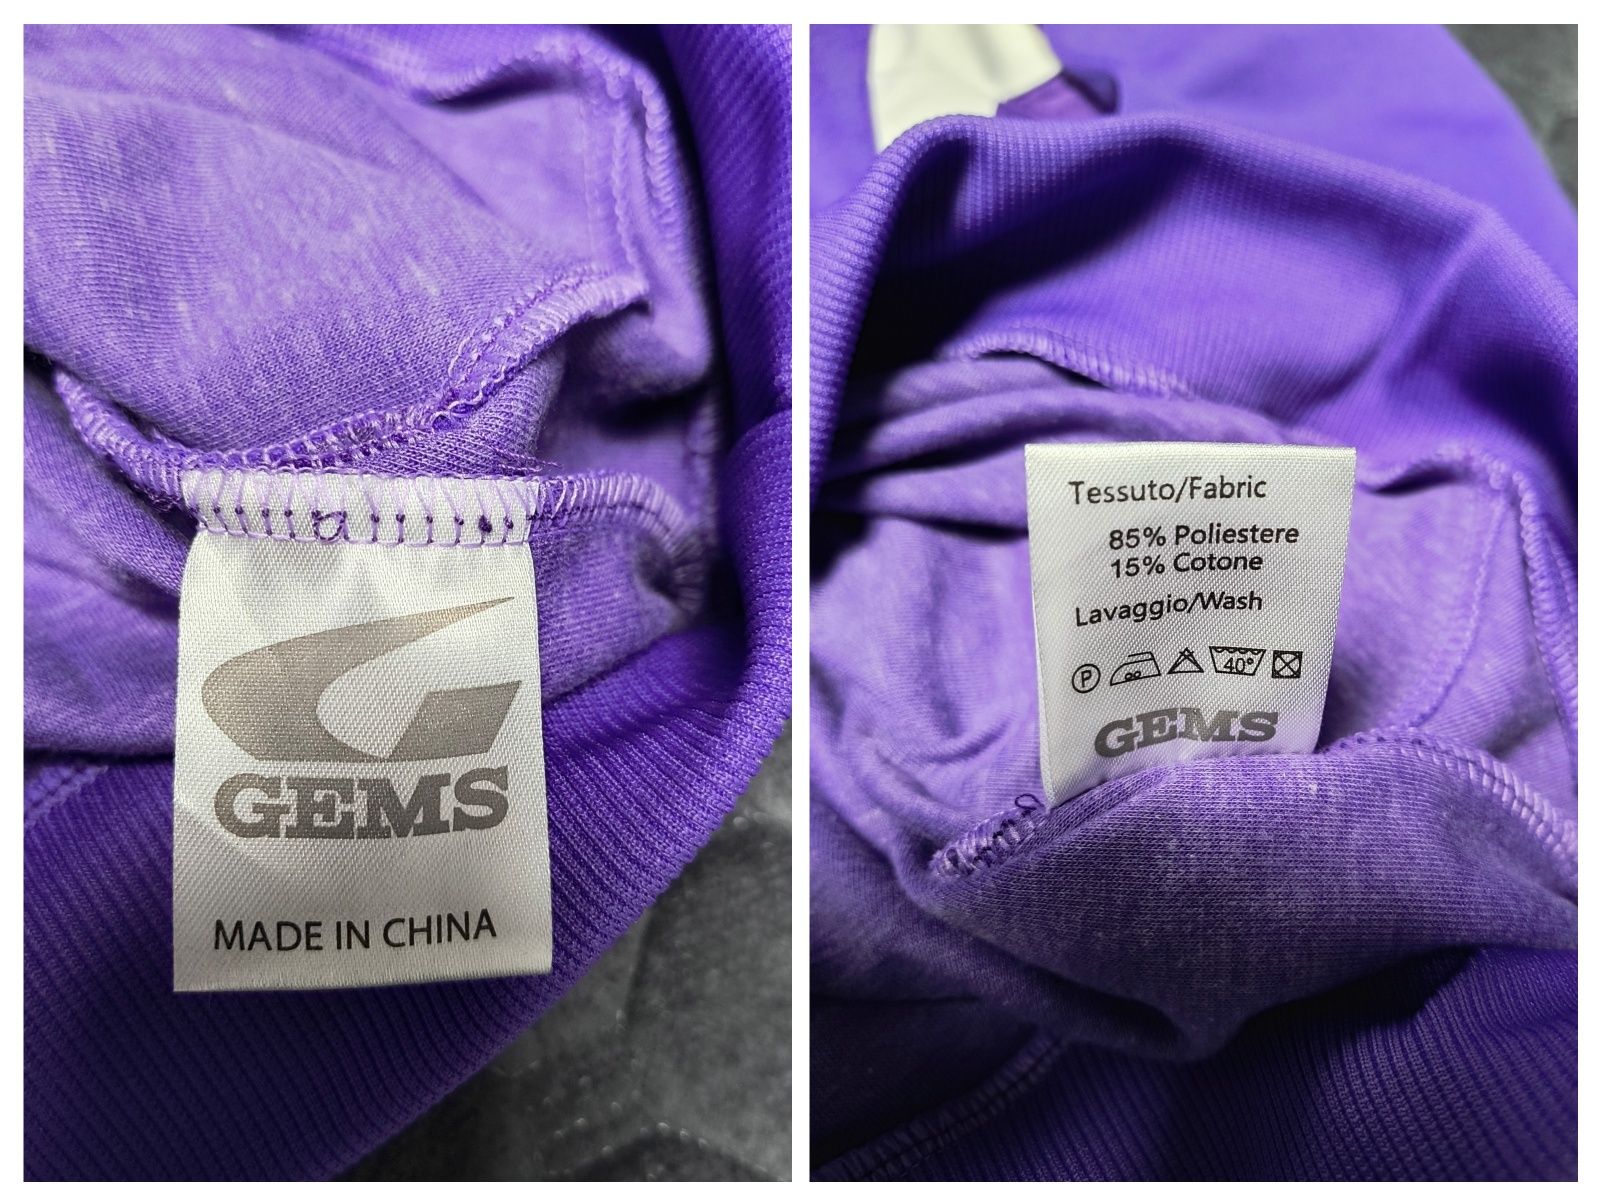 GEMS
MADE IN CHINA
Tessuto/Fabric
85% Poliestere
15% Cotone
Lavaggio/Wash
P 40°
GEMS